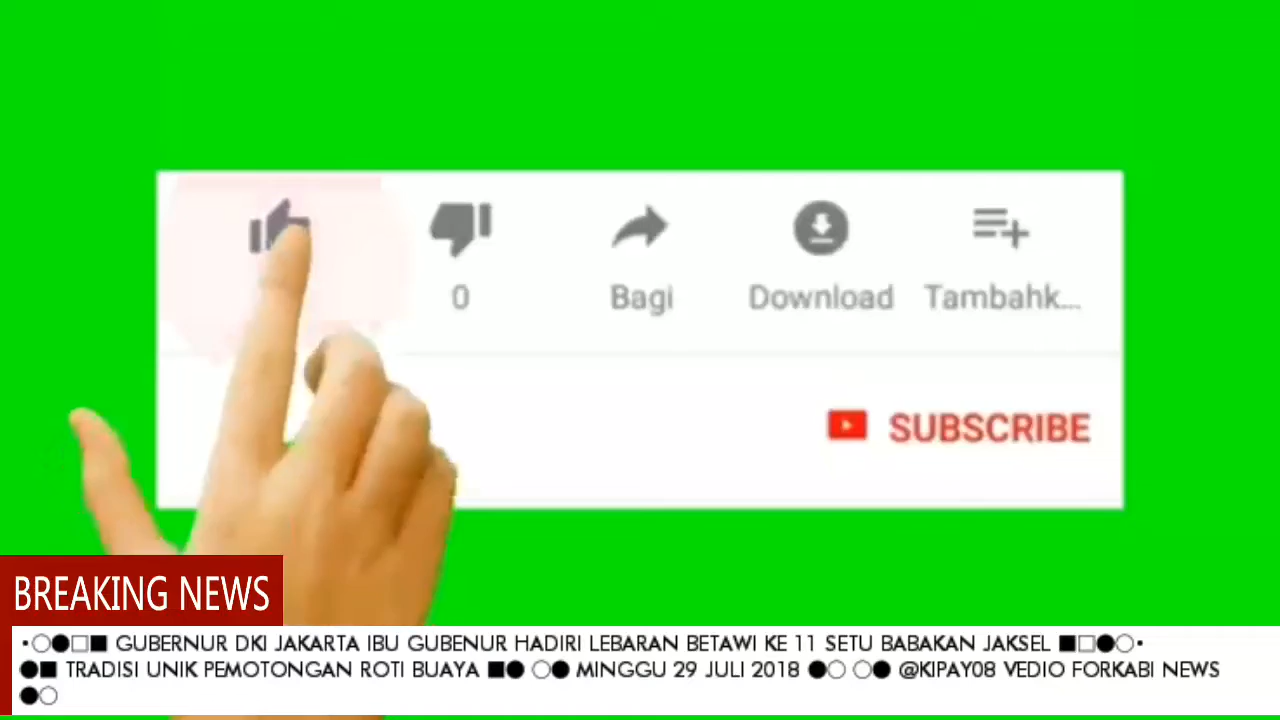 0
Bagi
Download
Tambahk...
SUBSCRIBE
BREAKING NEWS
•○●□■ GUBERNUR DKI JAKARTA IBU GUBENUR HADIRI LEBARAN BETAWI KE 11 SETU BABAKAN JAKSEL ■□●○•
●■ TRADISI UNIK PEMOTONGAN ROTI BUAYA ■● ○● MINGGU 29 JULI 2018 ●○ ○● @KIPAY08 VEDIO FORKABI NEWS
●○